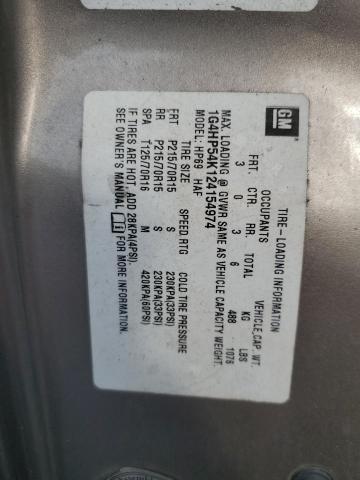 GM
TIRE-LOADING INFORMATION
OCCUPANTS VEHICLE CAP. WT.
FRT. CTR. RR. TOTAL KG LBS
3 0 3 6 488 1076
MAX. LOADING @ GVWR SAME AS VEHICLE CAPACITY WEIGHT.
1G4HP54K124154974
MODEL: HP69 HAF
TIRE SIZE SPEED RTG COLD TIRE PRESSURE
FRT P215/70R15 S 230KPA(33PSI)
RR P215/70R15 S 230KPA(33PSI)
SPA T125/70R16 M 420KPA(60PSI)
IF TIRES ARE HOT, ADD 28KPA(4PSI).
SEE OWNER'S MANUAL FOR MORE INFORMATION.